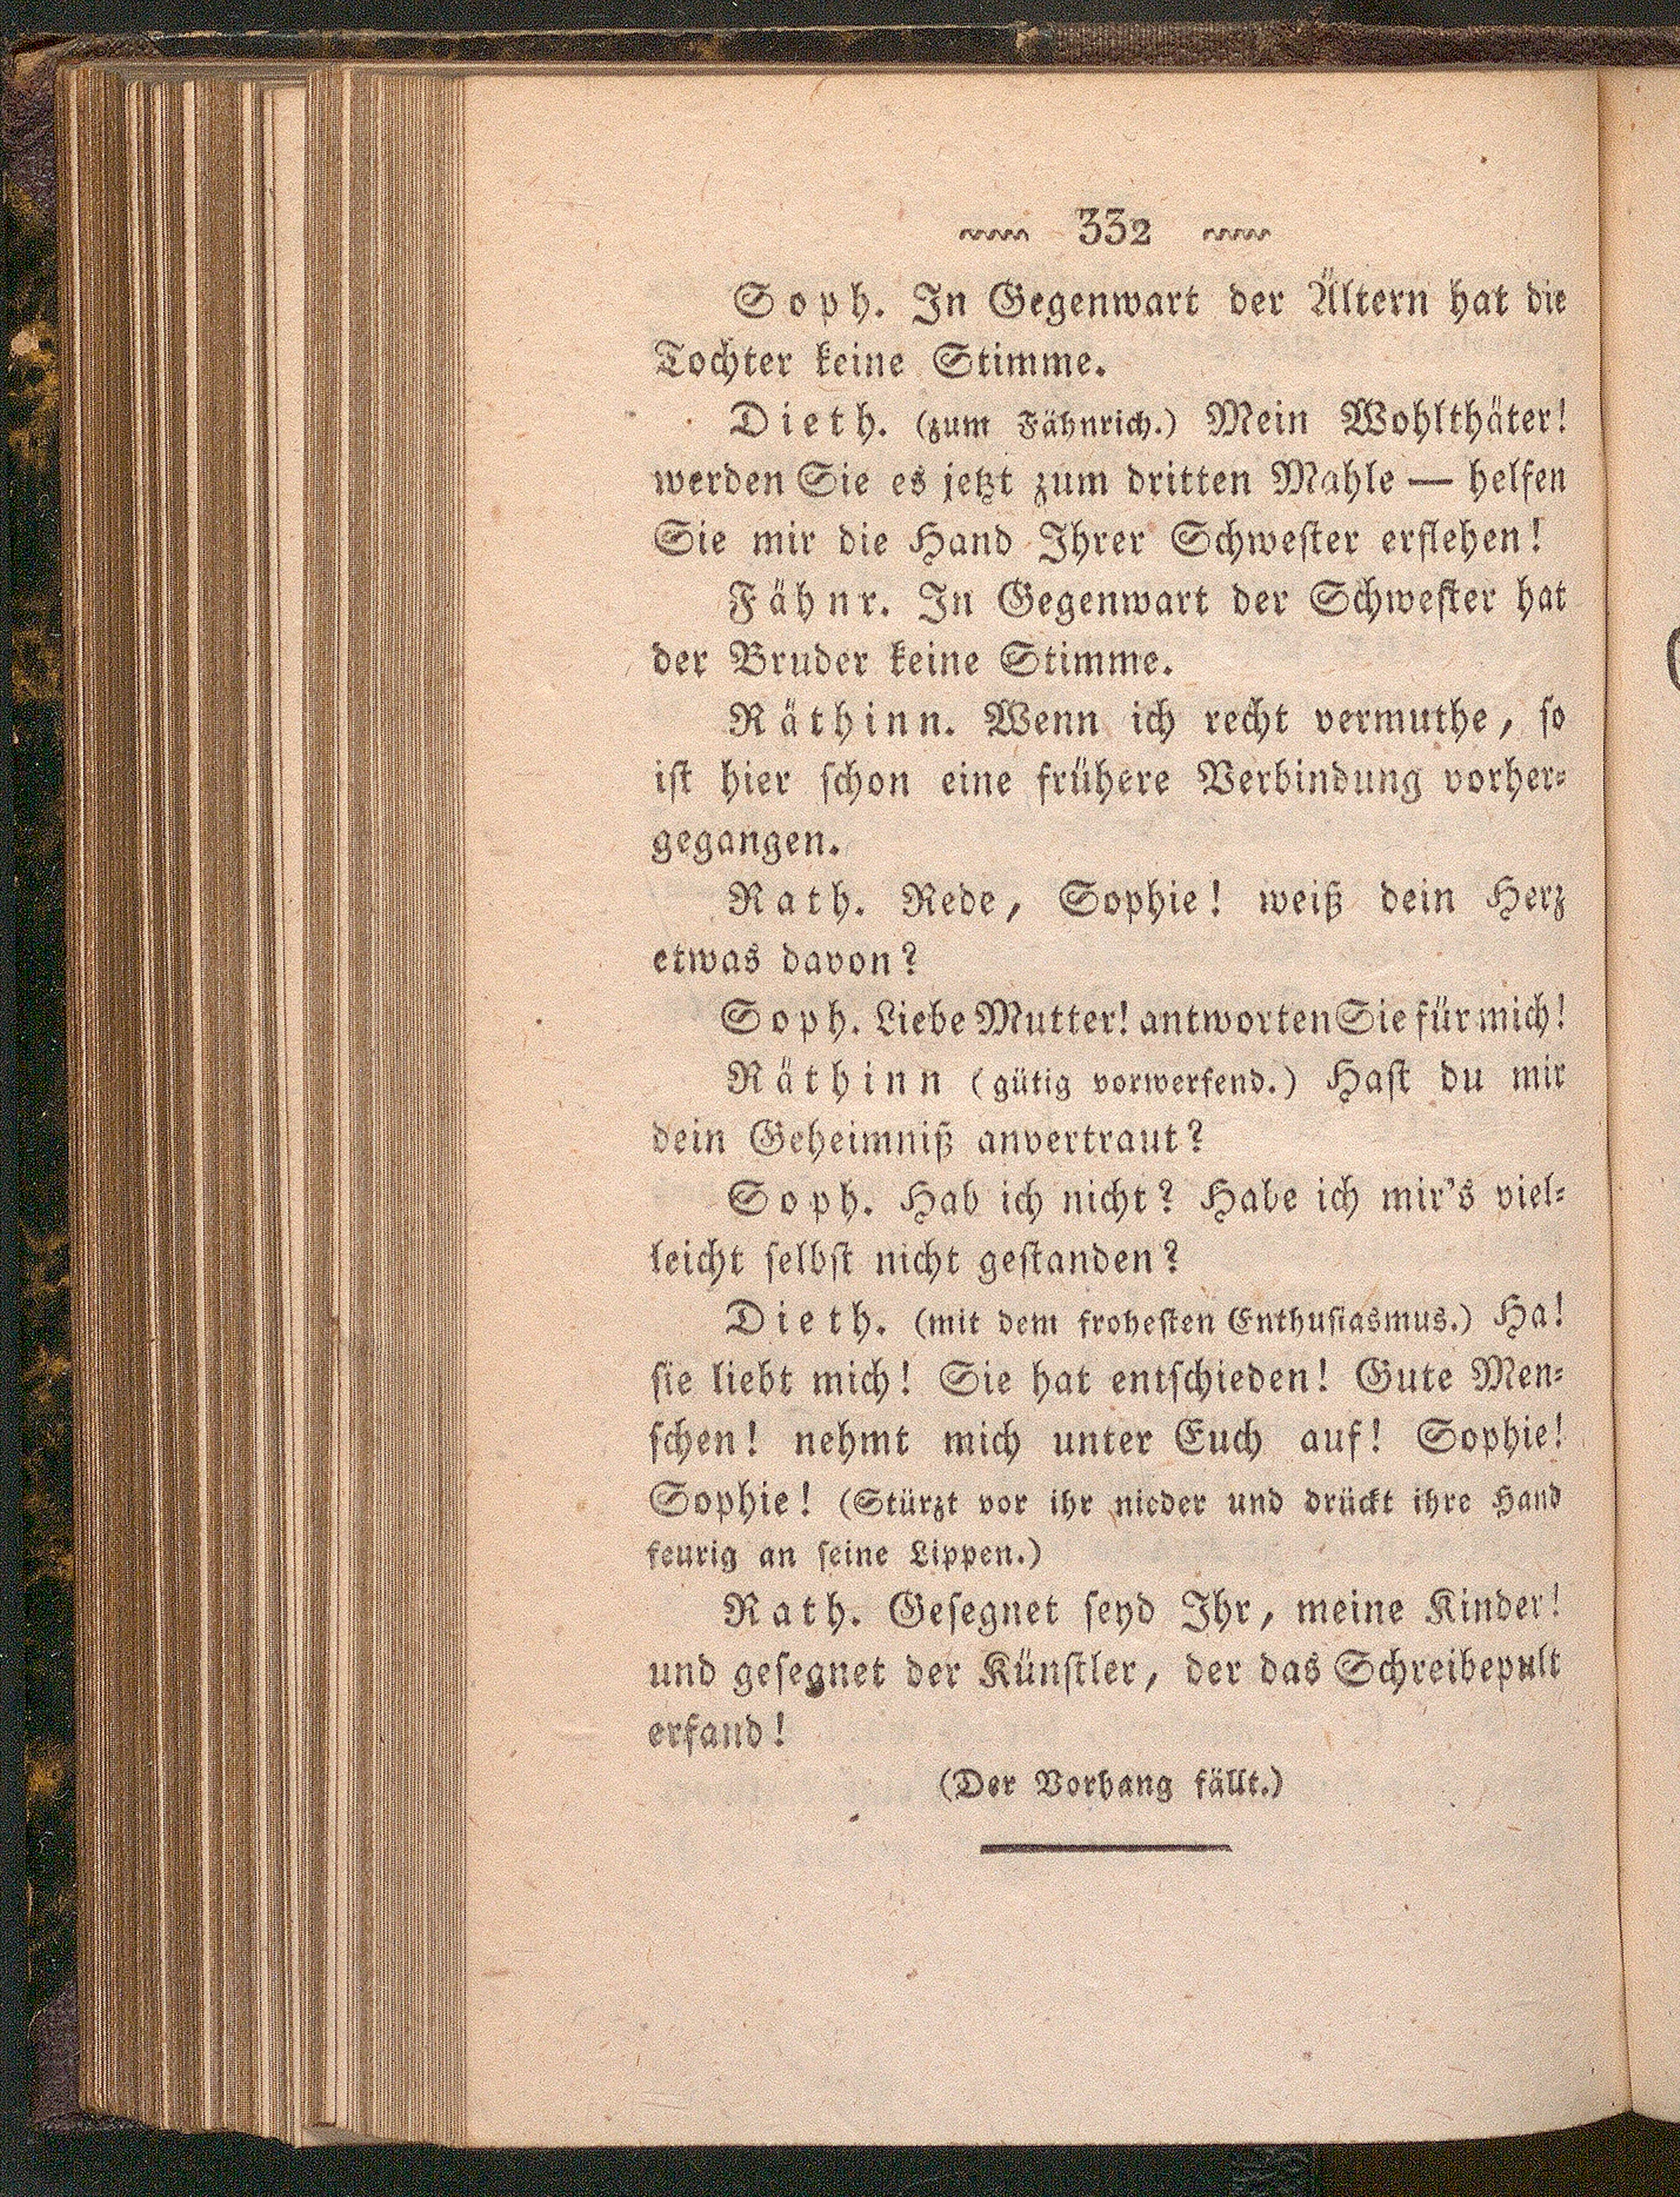 332
Soph. In Gegenwart der Ältern hat die
Tochter keine Stimme.
Dieth. (zum Fähnrich.) Mein Wohlthäter!
werden Sie es jetzt zum dritten Mahle — helfen
Sie mir die Hand Ihrer Schweſter erflehen!
Fähnr. In Gegenwart der Schweſter hat
der Bruder keine Stimme.
Räthinn. Wenn ich recht vermuthe, ſo
iſt hier ſchon eine frühere Verbindung vorher⸗
gegangen.
Rath. Rede, Sophie! weiß dein Herz
etwas davon?
Soph. Liebe Mutter! antworten Sie für mich!
Räthinn (gütig vorwerfend.) Haſt du mir
dein Geheimniß anvertraut?
Soph. Hab ich nicht? Habe ich mir's viel⸗
leicht ſelbſt nicht geſtanden?
Dieth. (mit dem froheſten Enthuſiasmus.) Ha!
ſie liebt mich! Sie hat entſchieden! Gute Men⸗
ſchen! nehmt mich unter Euch auf! Sophie!
Sophie! (Stürzt vor ihr nieder und drückt ihre Hand
feurig an ſeine Lippen.)
Rath. Geſegnet ſeyd Ihr, meine Kinder!
und geſegnet der Künſtler, der das Schreibepult
erfand!
(Der Vorhang fällt.)